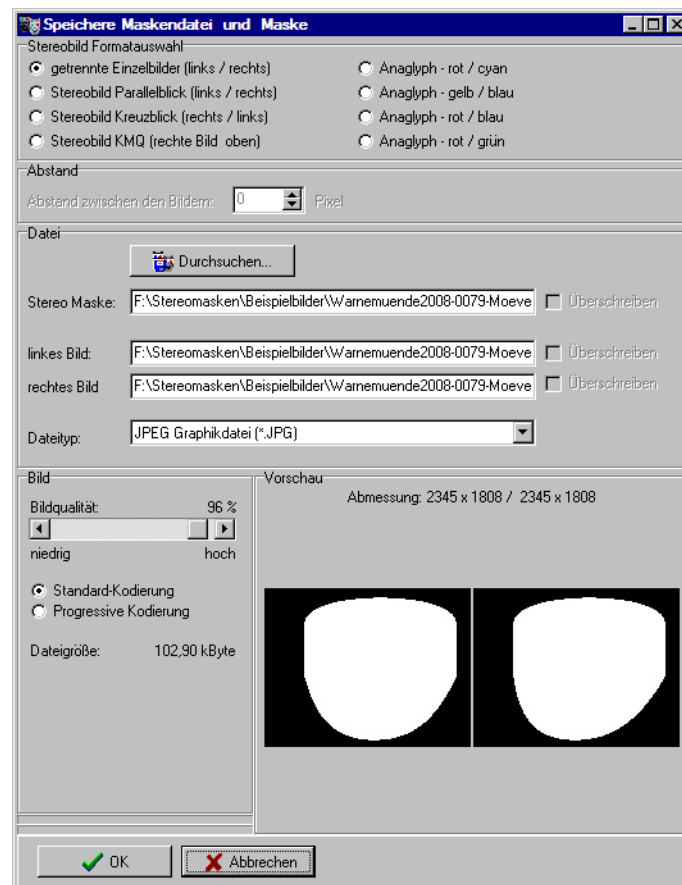 Speichere Maskendatei und Maske
Stereobild Formatauswahl
getrennte Einzelbilder (links / rechts)
Anaglyph - rot / cyan
Stereobild Parallelblick (links / rechts)
Anaglyph - gelb / blau
Stereobild Kreuzblick (rechts / links)
Anaglyph - rot / blau
Stereobild KMQ (rechte Bild oben)
Anaglyph - rot / grün
Abstand
Abstand zwischen den Bildern: 0 Pixel
Datei
Durchsuchen...
Stereo Maske: F:\Stereomasken\Beispielbilder\Warnemuende2008-0079-Moeve Überschreiben
linkes Bild: F:\Stereomasken\Beispielbilder\Warnemuende2008-0079-Moeve Überschreiben
rechtes Bild F:\Stereomasken\Beispielbilder\Warnemuende2008-0079-Moeve Überschreiben
Dateityp: JPEG Graphikdatei (*.JPG)
Bild
Bildqualität: 96 %
niedrig hoch
Standard-Kodierung
Progressive Kodierung
Dateigröße: 102,90 kByte
Vorschau
Abmessung: 2345 x 1808 / 2345 x 1808
OK
Abbrechen